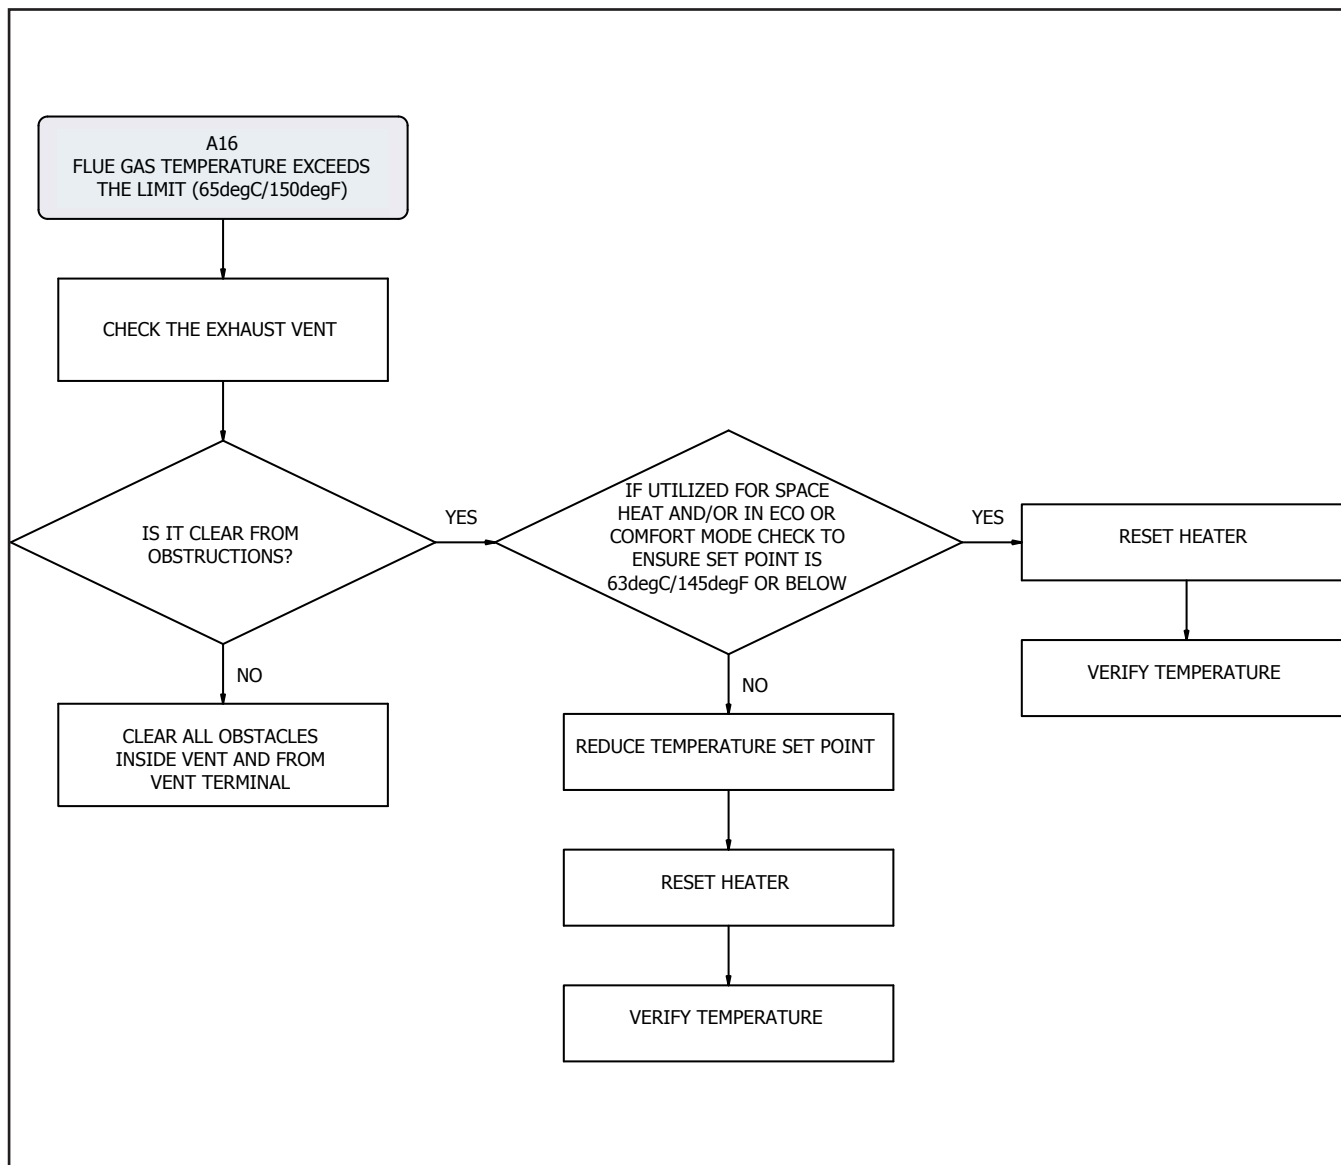 A16
FLUE GAS TEMPERATURE EXCEEDS
THE LIMIT (65degC/150degF)
CHECK THE EXHAUST VENT
IS IT CLEAR FROM
OBSTRUCTIONS?
YES
NO
CLEAR ALL OBSTACLES
INSIDE VENT AND FROM
VENT TERMINAL
IF UTILIZED FOR SPACE
HEAT AND/OR IN ECO OR
COMFORT MODE CHECK TO
ENSURE SET POINT IS
63degC/145degF OR BELOW
YES
NO
REDUCE TEMPERATURE SET POINT
RESET HEATER
VERIFY TEMPERATURE
RESET HEATER
VERIFY TEMPERATURE